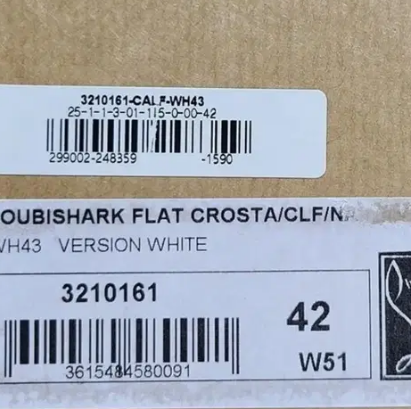 3210161-CALF-WH43
25-1-1-3-01-115-0-00-42
299002-248359 -1590
OUBISHARK FLAT CROSTA/CLF/N
WH43 VERSION WHITE
3210161
42
3615484580091
W51